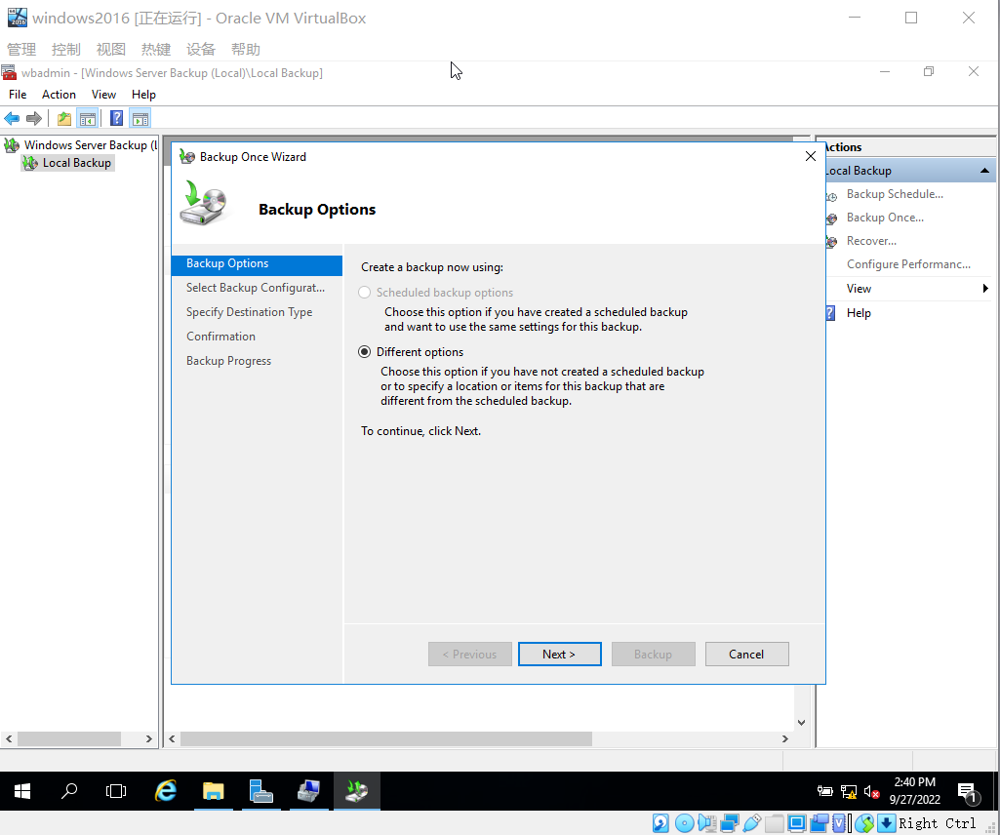 windows2016 [正在运行] - Oracle VM VirtualBox
管理 控制 视图 热键 设备 帮助
wbadmin - [Windows Server Backup (Local)\Local Backup]
File Action View Help
Windows Server Backup (L
Local Backup
Backup Once Wizard
Backup Options
Backup Options
Select Backup Configurat...
Specify Destination Type
Confirmation
Backup Progress
Create a backup now using:
Scheduled backup options
Choose this option if you have created a scheduled backup
and want to use the same settings for this backup.
Different options
Choose this option if you have not created a scheduled backup
or to specify a location or items for this backup that are
different from the scheduled backup.
To continue, click Next.
< Previous Next > Backup Cancel
Actions
Local Backup
Backup Schedule...
Backup Once...
Recover...
Configure Performanc...
View
Help
2:40 PM
9/27/2022
1
Right Ctrl